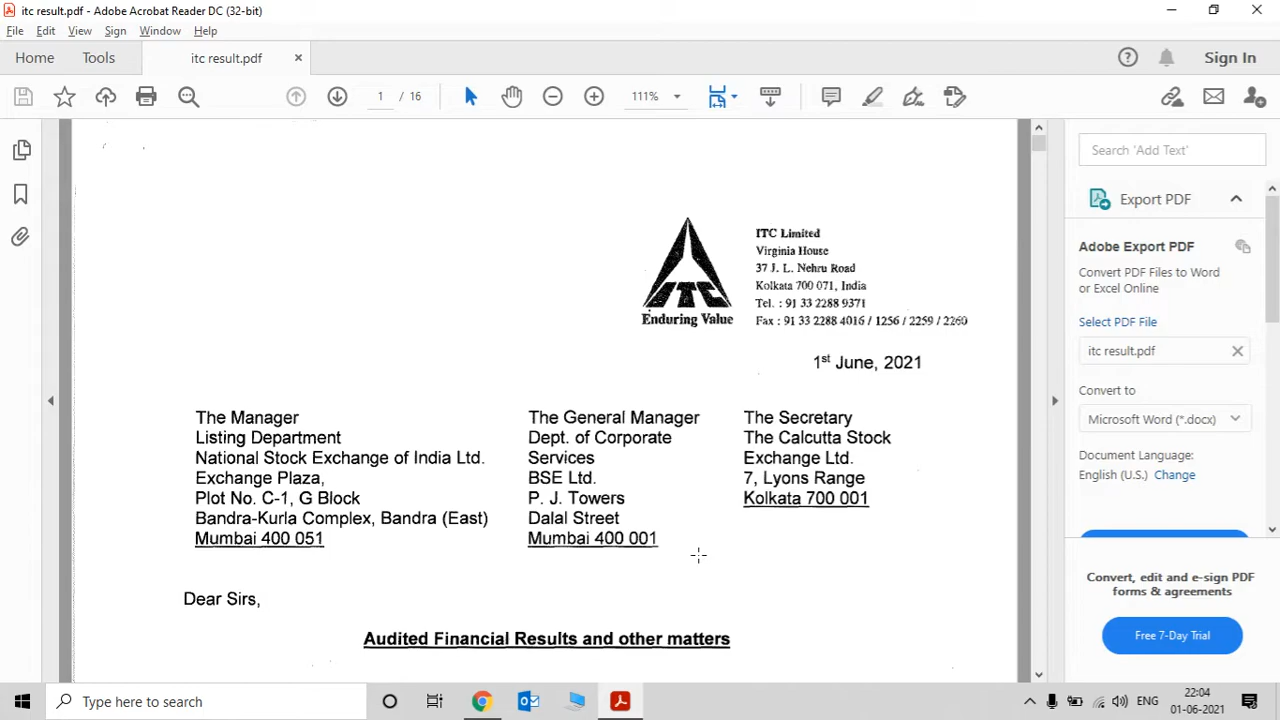 itc result.pdf - Adobe Acrobat Reader DC (32-bit)
File Edit View Sign Window Help
Home Tools itc result.pdf × Sign In
1 / 16 111%
Search 'Add Text'
Export PDF
Adobe Export PDF
Convert PDF Files to Word
or Excel Online
Select PDF File
itc result.pdf
Convert to
Microsoft Word (*.docx)
Document Language:
English (U.S.) Change
Convert, edit and e-sign PDF
forms & agreements
Free 7-Day Trial
ITC
Enduring Value
ITC Limited
Virginia House
37 J. L. Nehru Road
Kolkata 700 071, India
Tel. : 91 33 2288 9371
Fax : 91 33 2288 4016 / 1256 / 2259 / 2260
1st June, 2021
The Manager
Listing Department
National Stock Exchange of India Ltd.
Exchange Plaza,
Plot No. C-1, G Block
Bandra-Kurla Complex, Bandra (East)
Mumbai 400 051
The General Manager
Dept. of Corporate
Services
BSE Ltd.
P. J. Towers
Dalal Street
Mumbai 400 001
The Secretary
The Calcutta Stock
Exchange Ltd.
7, Lyons Range
Kolkata 700 001
Dear Sirs,
Audited Financial Results and other matters
Type here to search
ENG
22:04
01-06-2021